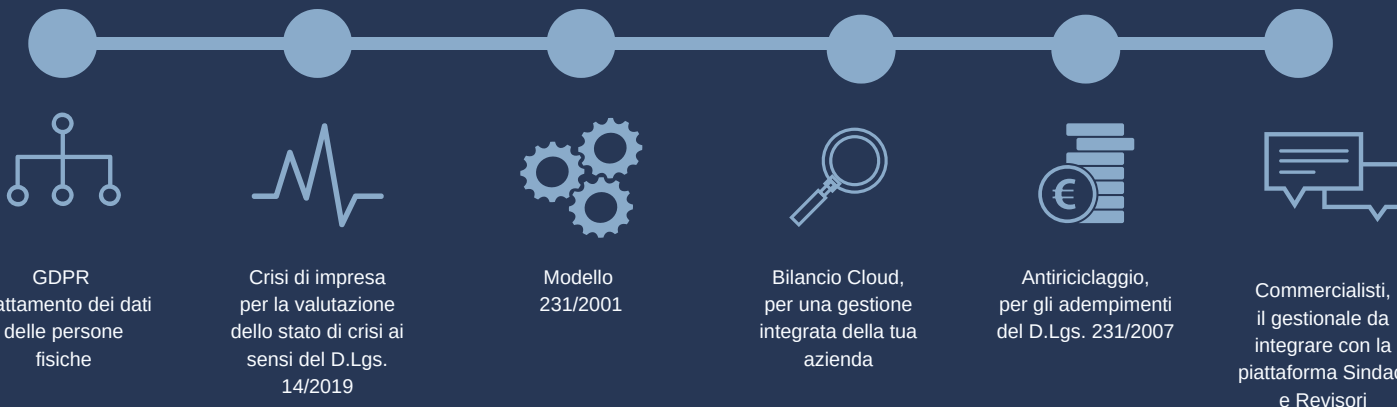 GDPR
dei dati
delle persone
fisiche
Crisi di impresa
per la valutazione
dello stato di crisi ai
sensi del D.Lgs.
14/2019
Modello
231/2001
Bilancio Cloud,
per una gestione
integrata della tua
azienda
Antiriciclaggio,
per gli adempimenti
del D.Lgs. 231/2007
Commercialisti,
il gestionale da
integrare con la
piattaforma
e Revisori